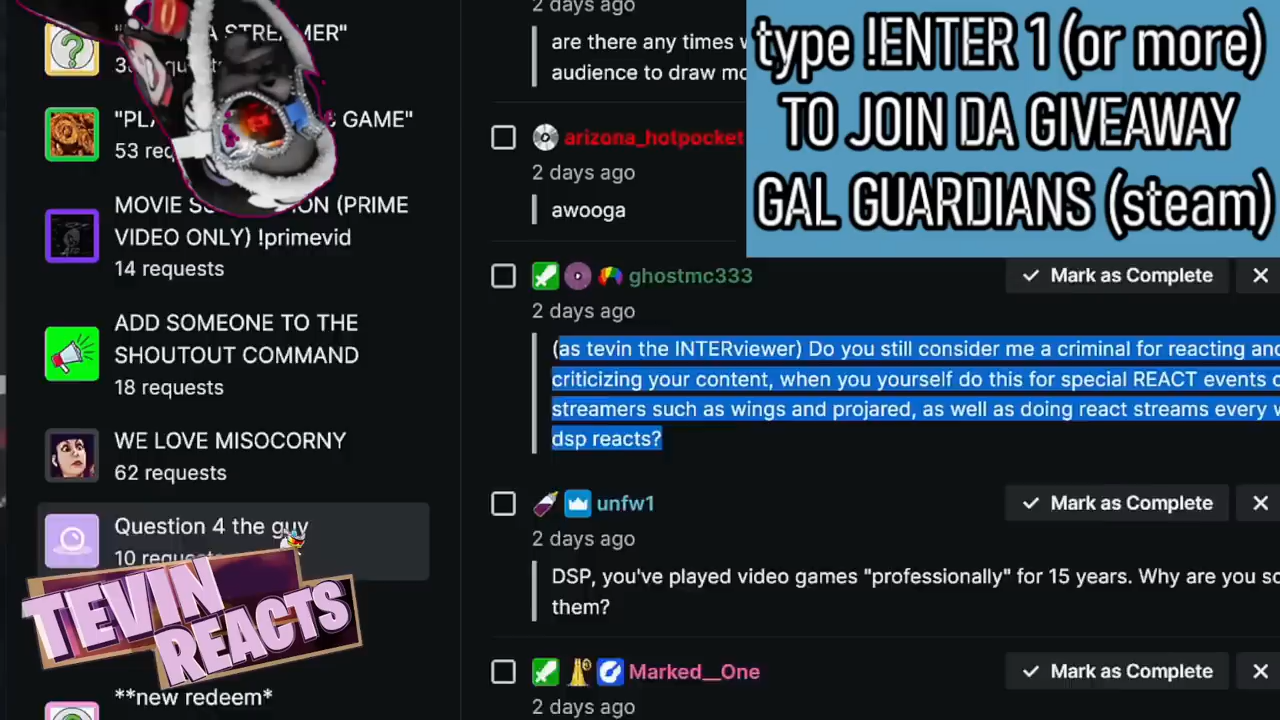 STREAMER"
GAME"
53 req
MOVIE ON (PRIME
VIDEO ONLY) !primevid
14 requests
ADD SOMEONE TO THE
SHOUTOUT COMMAND
18 requests
WE LOVE MISOCORNY
62 requests
Question 4 the guy
10 requests
TEVIN
REACTS
**new redeem*
2 days ago
are there any times
audience to draw
arizona_hotpocket
2 days ago
awooga
ghostmc333
Mark as Complete
2 days ago
(as tevin the INTERviewer) Do you still consider me a criminal for reacting and
criticizing your content, when you yourself do this for special REACT events
streamers such as wings and projared, as well as doing react streams every
dsp reacts?
unfw1
Mark as Complete
2 days ago
DSP, you've played video games "professionally" for 15 years. Why are you
them?
Marked__One
Mark as Complete
2 days ago
type !ENTER 1 (or more)
TO JOIN DA GIVEAWAY
GAL GUARDIANS (steam)